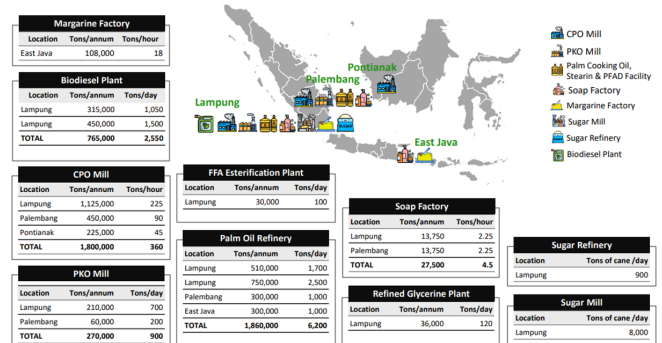 Margarine Factory
Location Tons/annum Tons/hour
East Java 108,000 18
Biodiesel Plant
Location Tons/annum Tons/day
Lampung 315,000 1,050
Lampung 450,000 1,500
TOTAL 765,000 2,550
Pontianak
Palembang
Lampung
East Java
SUGAR
CPO Mill
PKO Mill
Palm Cooking Oil,
Stearin & PFAD Facility
Soap Factory
Margarine Factory
Sugar Mill
Sugar Refinery
Biodiesel Plant
CPO Mill
Location Tons/annum Tons/hour
Lampung 1,125,000 225
Palembang 450,000 90
Pontianak 225,000 45
TOTAL 1,800,000 360
PKO Mill
Location Tons/annum Tons/day
Lampung 210,000 700
Palembang 60,000 200
TOTAL 270,000 900
FFA Esterification Plant
Location Tons/annum Tons/day
Lampung 30,000 100
Palm Oil Refinery
Location Tons/annum Tons/day
Lampung 510,000 1,700
Lampung 750,000 2,500
Palembang 300,000 1,000
East Java 300,000 1,000
TOTAL 1,860,000 6,200
Soap Factory
Location Tons/annum Tons/hour
Lampung 13,750 2.25
Palembang 13,750 2.25
TOTAL 27,500 4.5
Refined Glycerine Plant
Location Tons/annum Tons/day
Lampung 36,000 120
Sugar Refinery
Location Tons of cane /day
Lampung 900
Sugar Mill
Location Tons of cane /day
Lampung 8,000